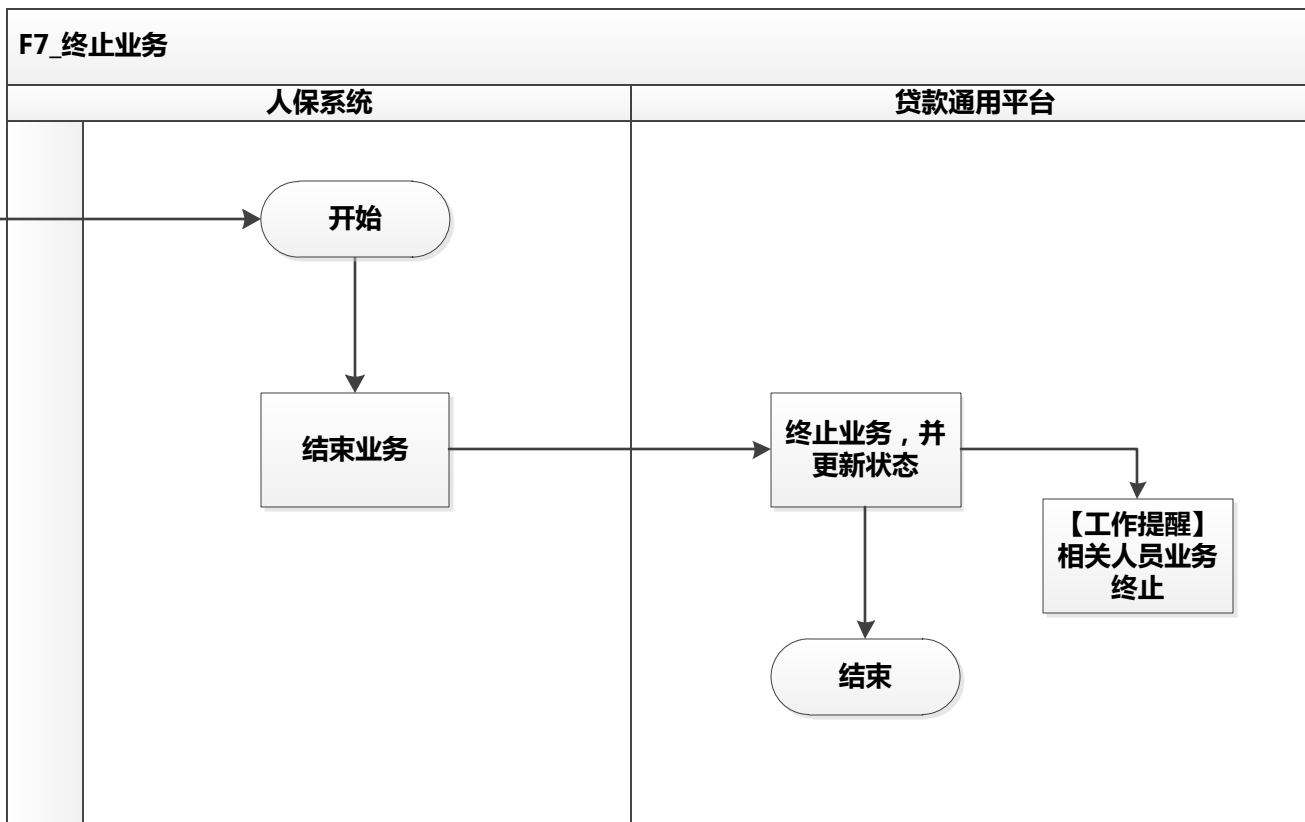 F7_终止业务
人保系统
贷款通用平台
开始
结束业务
终止业务，并
更新状态
【工作提醒】
相关人员业务
终止
结束